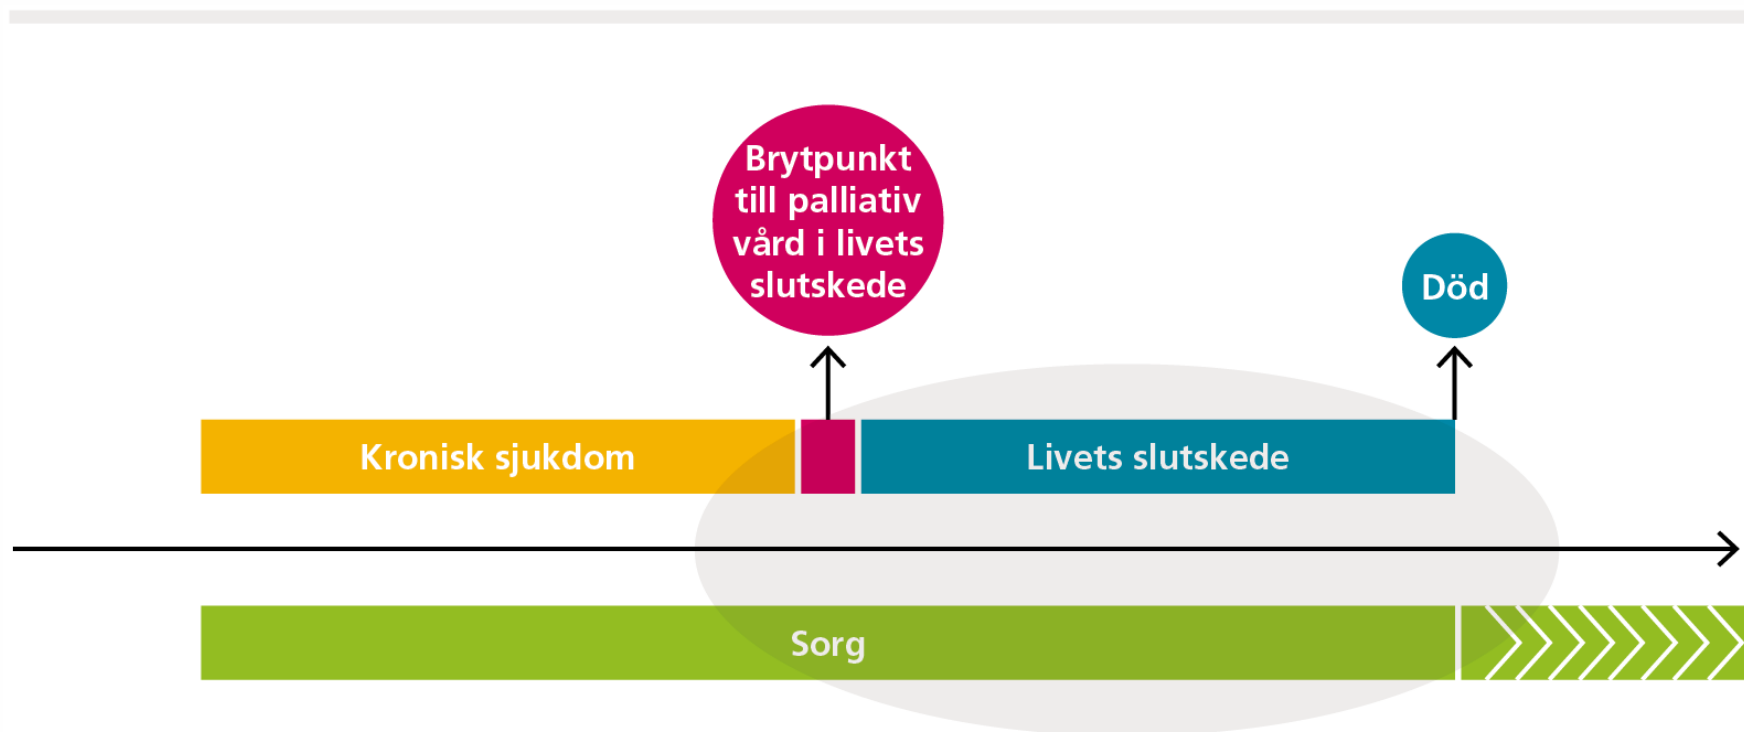 Brytpunkt
till palliativ
vård i livets
slutskede
Död
Kronisk sjukdom
Livets slutskede
Sorg